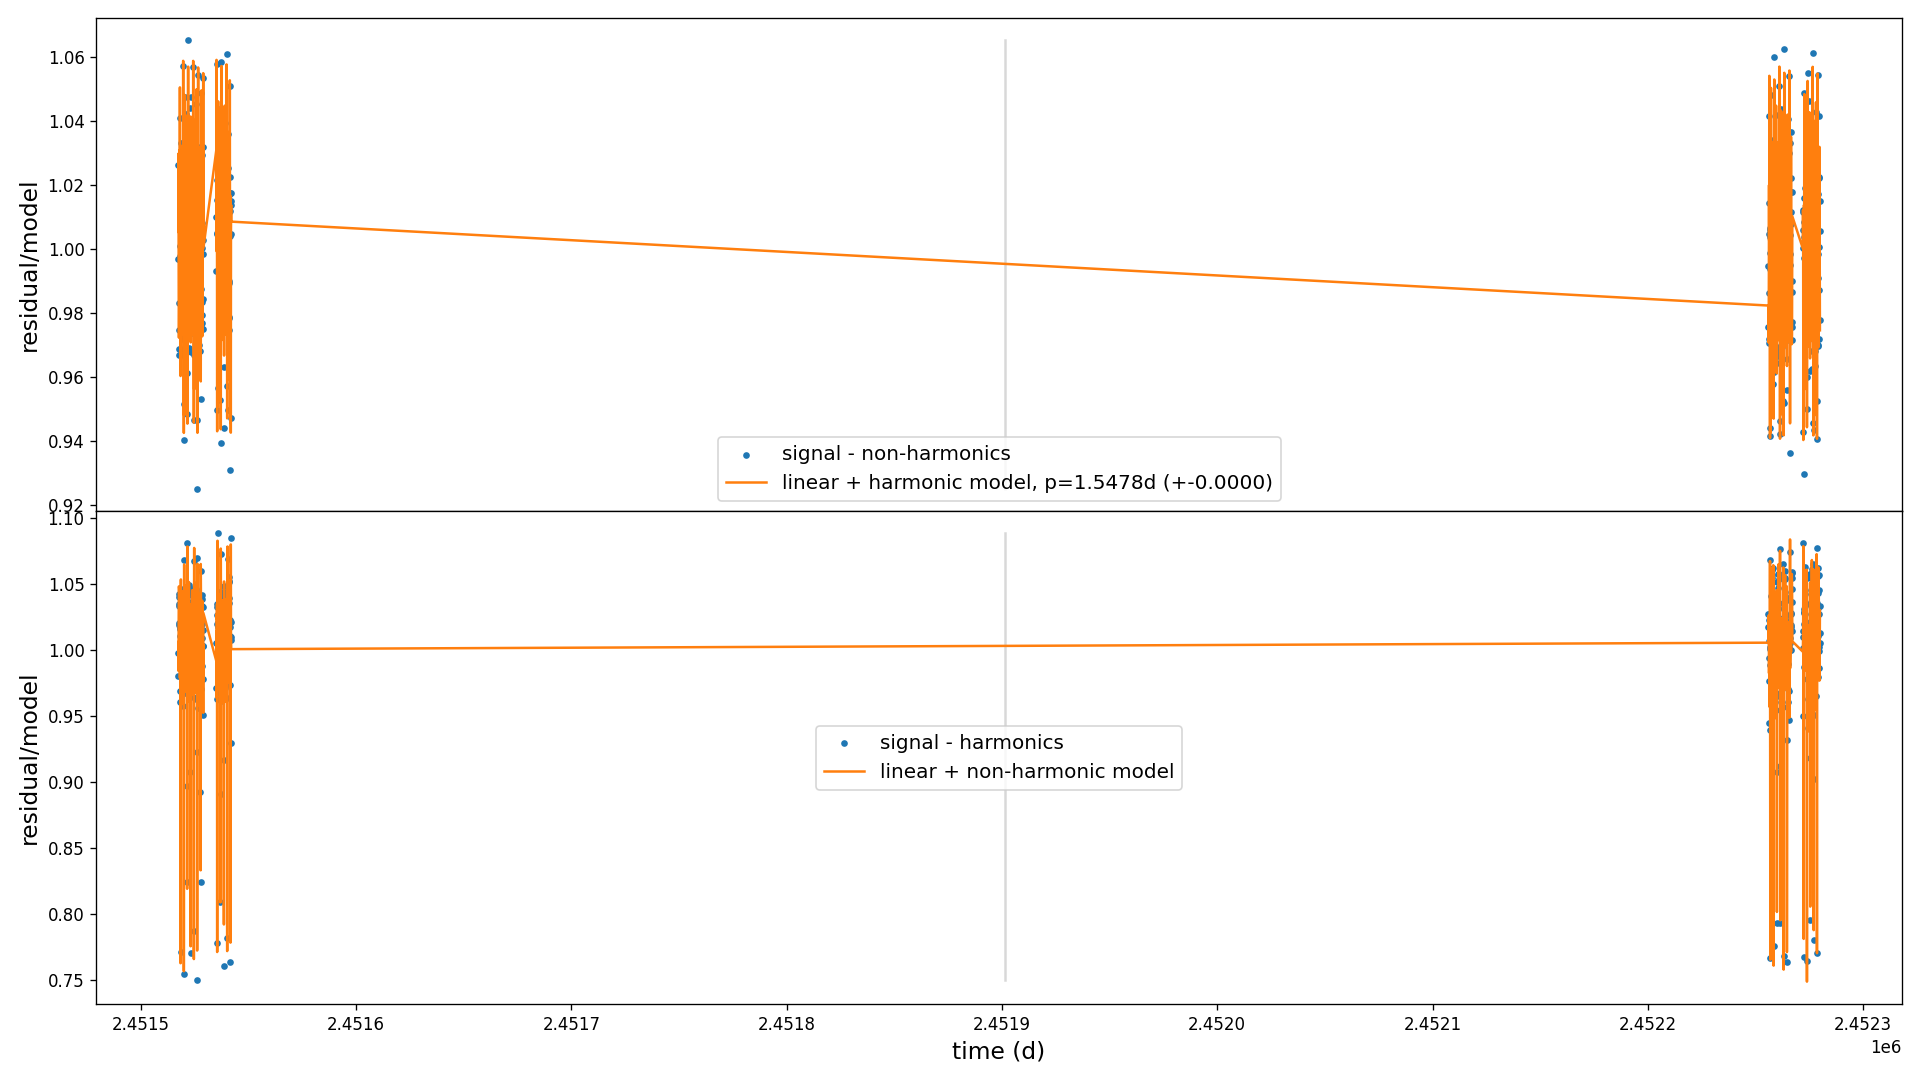 1.06
1.04
1.02
1.00
0.98
0.96
0.94
0.92
residual/model
signal - non-harmonics
linear + harmonic model, p=1.5478d (+-0.0000)
1.10
1.05
1.00
0.95
0.90
0.85
0.80
0.75
residual/model
signal - harmonics
linear + non-harmonic model
2.4515 2.4516 2.4517 2.4518 2.4519 2.4520 2.4521 2.4522 2.4523
1e6
time (d)